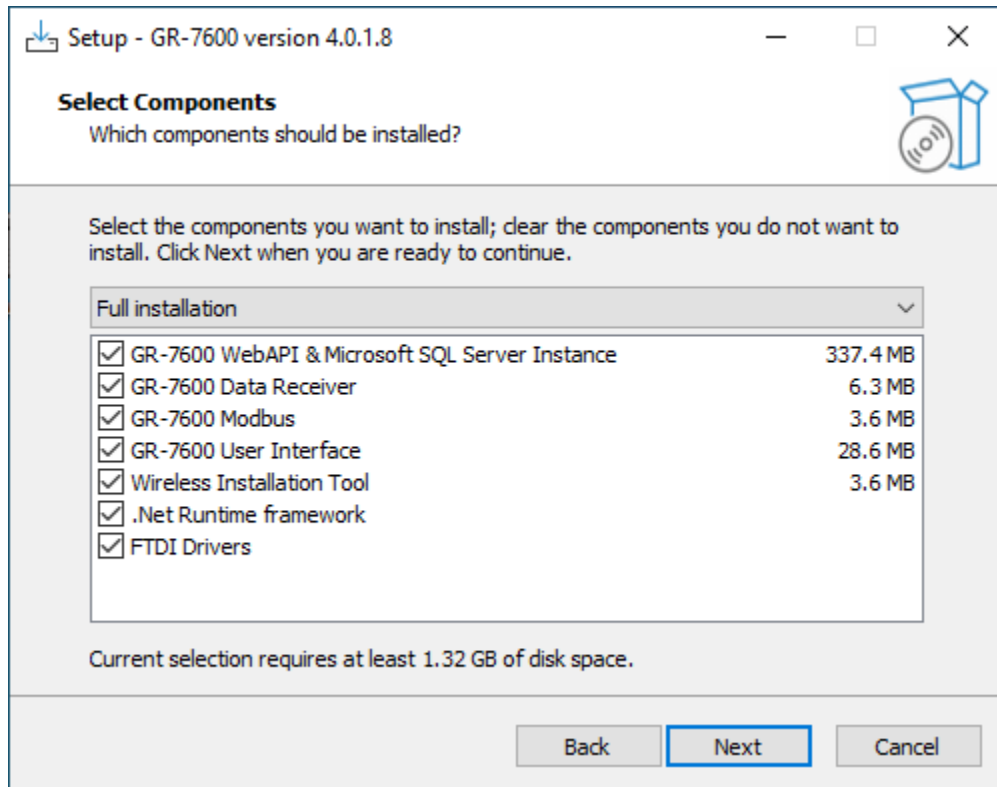 Setup - GR-7600 version 4.0.1.8
Select Components
Which components should be installed?
Select the components you want to install; clear the components you do not want to
install. Click Next when you are ready to continue.
Full installation
GR-7600 WebAPI & Microsoft SQL Server Instance 337.4 MB
GR-7600 Data Receiver 6.3 MB
GR-7600 Modbus 3.6 MB
GR-7600 User Interface 28.6 MB
Wireless Installation Tool 3.6 MB
.Net Runtime framework
FTDI Drivers
Current selection requires at least 1.32 GB of disk space.
Back Next Cancel